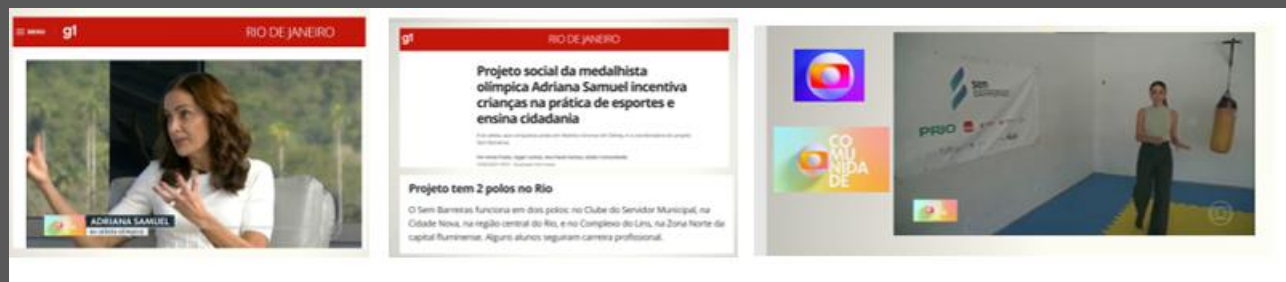 MENU g1 RIO DE JANEIRO
ADRIANA SAMUEL
g1 RIO DE JANEIRO
Projeto social da medalhista
olímpica Adriana Samuel incentiva
crianças na prática de esportes e
ensina cidadania
Projeto tem 2 polos no Rio
O Sem Barreiras funciona em dois polos: no Clube do Servidor Municipal, na
Cidade Nova, na região central do Rio, e no Complexo do Lins, na Zona Norte da
capital fluminense. Alguns alunos seguiram carreira profissional.
CO
MU
NIDA
DE
PRIO